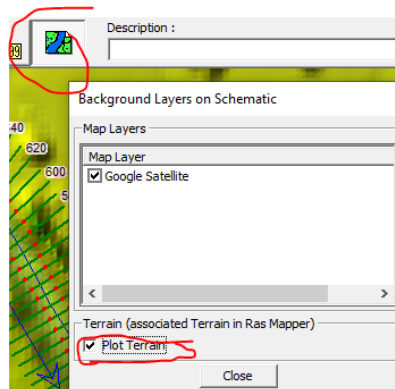 Description :
Background Layers on Schematic
Map Layers
Map Layer
Google Satellite
620
600
Terrain (associated Terrain in Ras Mapper)
Plot Terrain
Close